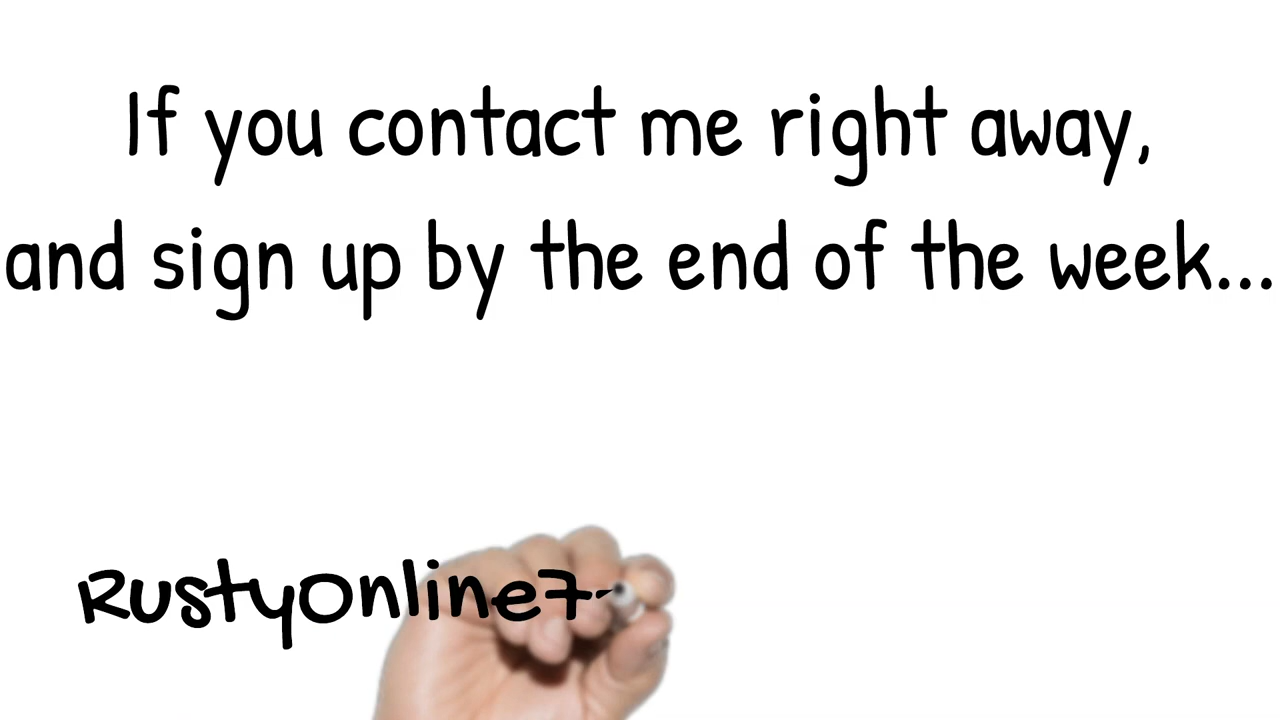 If you contact me right away,
and sign up by the end of the week...
RustyOnline7